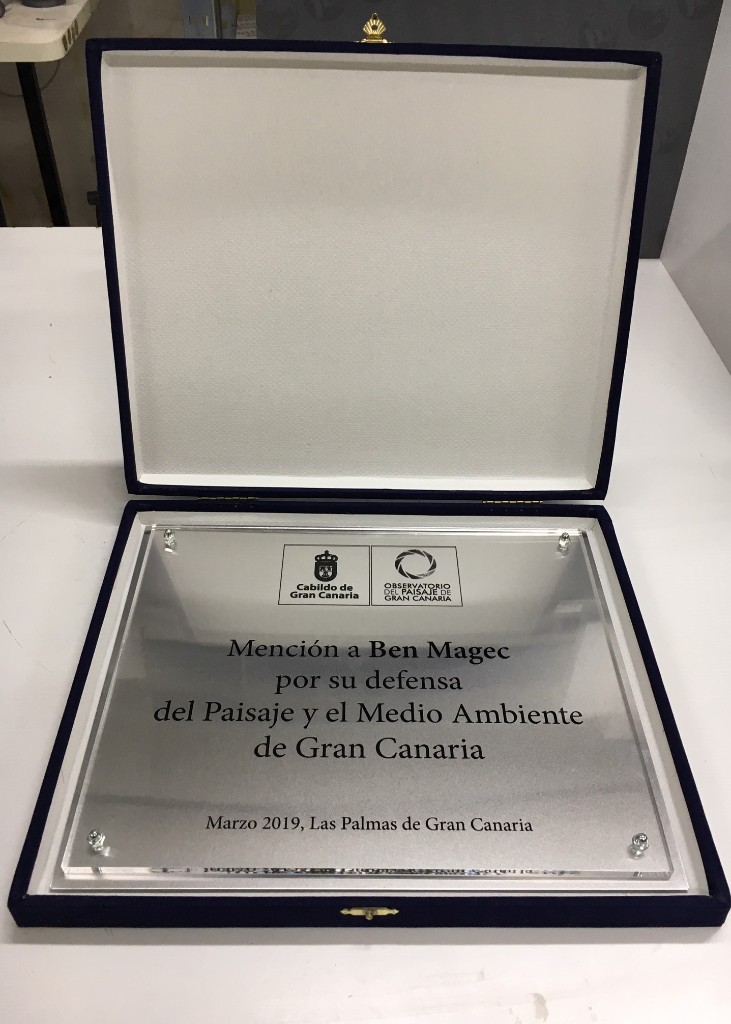 Cabildo de
Gran Canaria
OBSERVATORIO
DEL PAISAJE DE
GRAN CANARIA
Mención a Ben Magec
por su defensa
del Paisaje y el Medio Ambiente
de Gran Canaria
Marzo 2019, Las Palmas de Gran Canaria